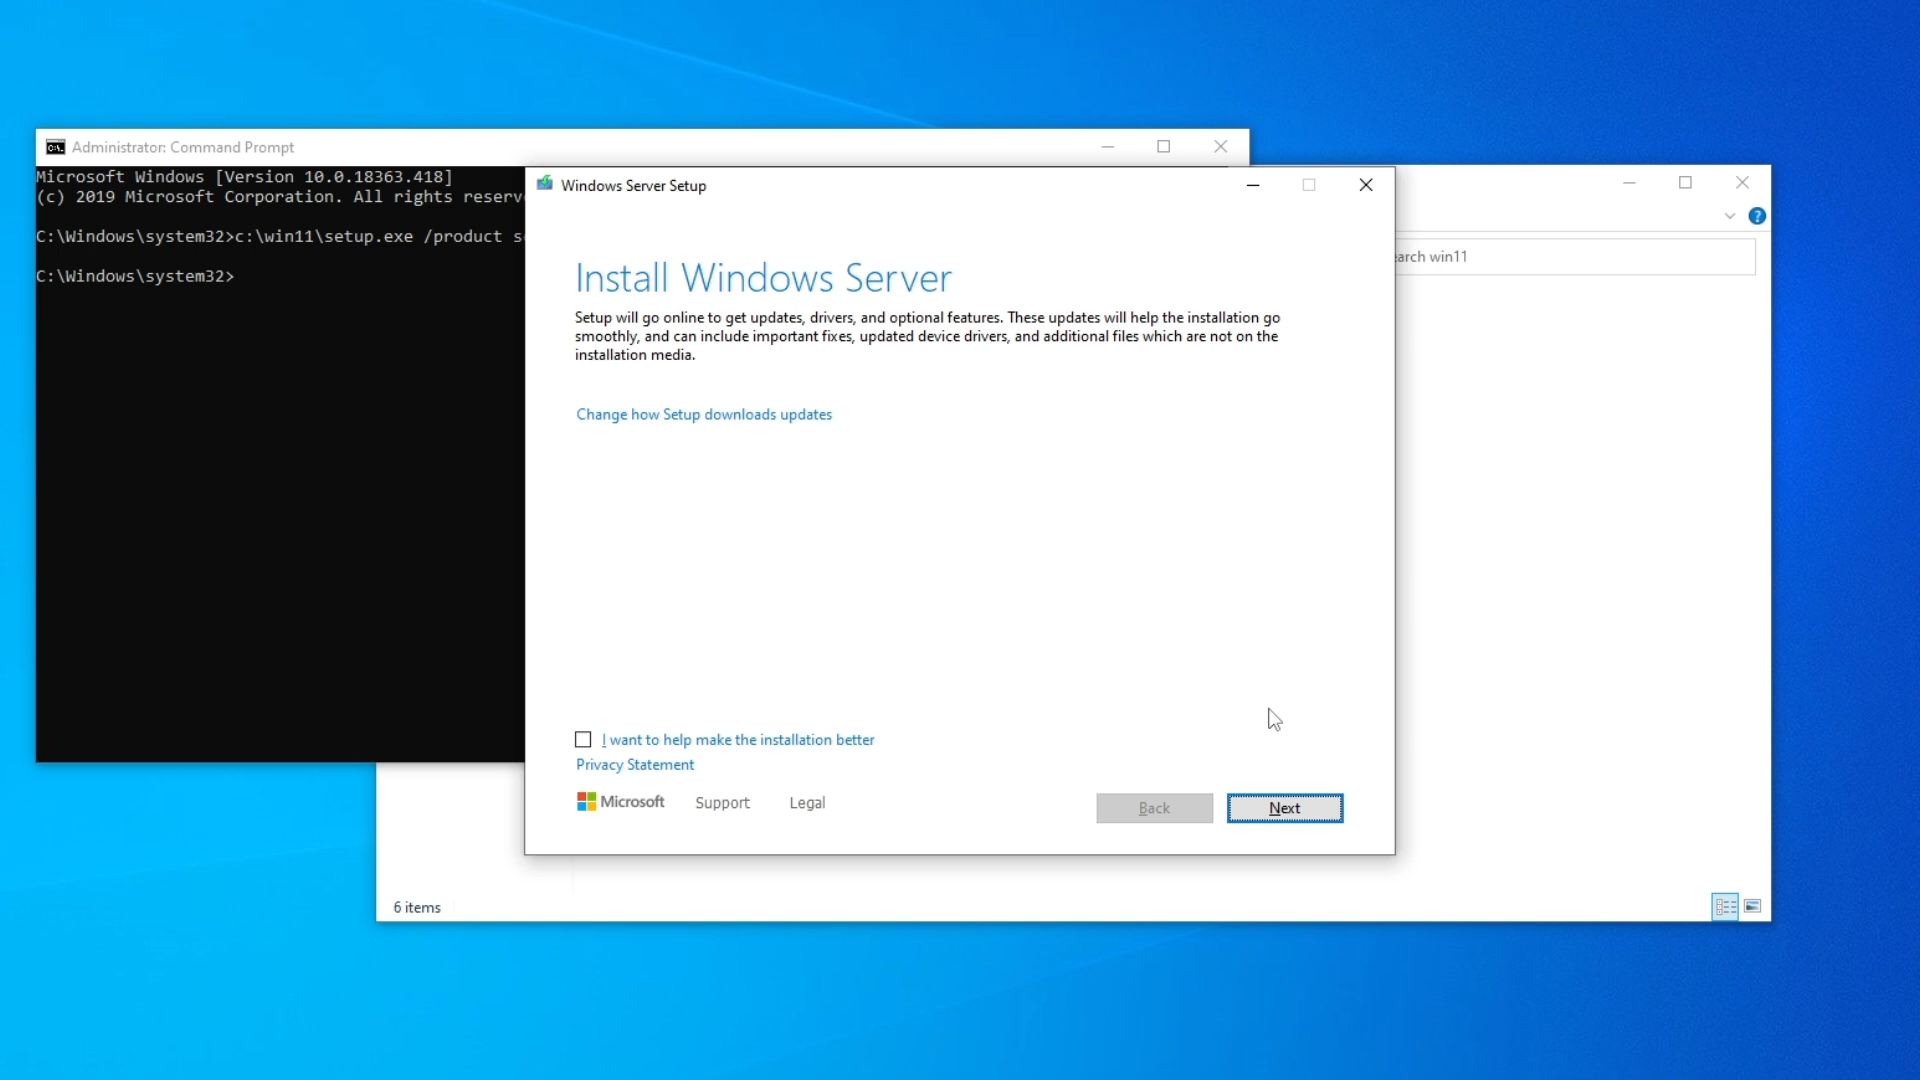 Administrator: Command Prompt
Microsoft Windows [Version 10.0.18363.418]
(c) 2019 Microsoft Corporation. All rights
C:\Windows\system32>c:\win11\setup.exe /product
C:\Windows\system32>
Windows Server Setup
Install Windows Server
Setup will go online to get updates, drivers, and optional features. These updates will help the installation go
smoothly, and can include important fixes, updated device drivers, and additional files which are not on the
installation media.
Change how Setup downloads updates
I want to help make the installation better
Privacy Statement
Microsoft
Support
Legal
Back
Next
win11
6 items